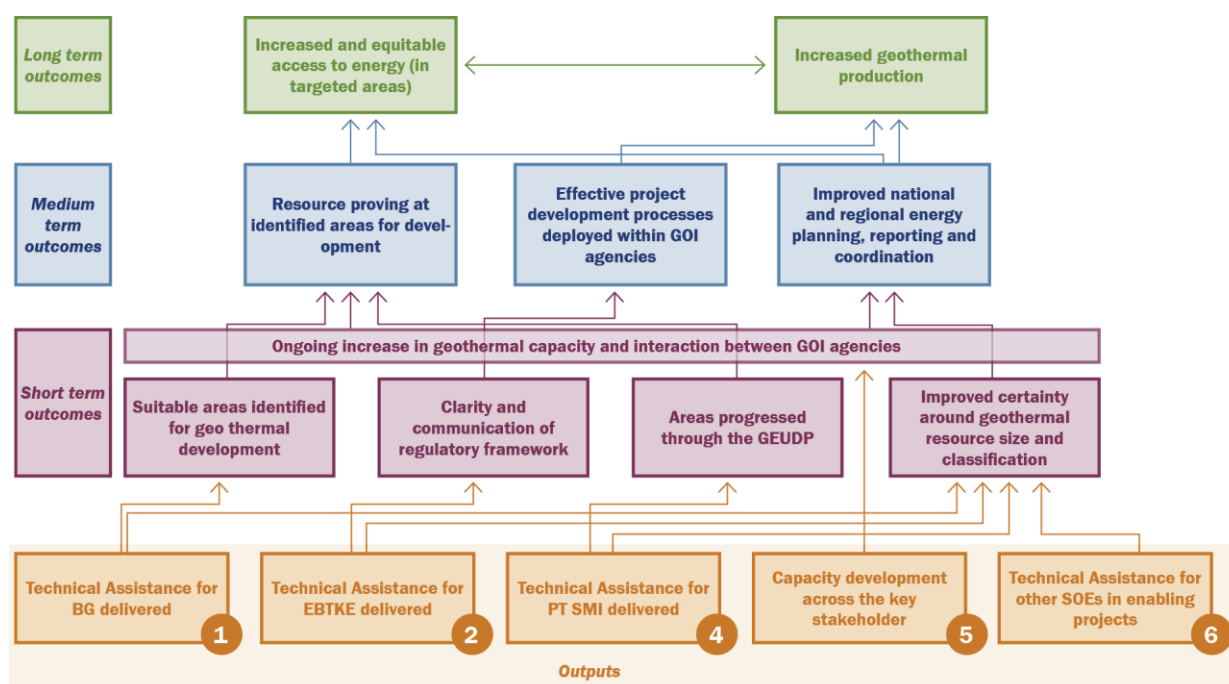 Long term
outcomes
Increased and equitable
access to energy (in
targeted areas)
Increased geothermal
production
Medium
term
outcomes
Resource proving at
identified areas for devel-
opment
Effective project
development processes
deployed within GOI
agencies
Improved national
and regional energy
planning, reporting and
coordination
Short term
outcomes
Ongoing increase in geothermal capacity and interaction between GOI agencies
Suitable areas identified
for geo thermal
development
Clarity and
communication of
regulatory framework
Areas progressed
through the GEUDP
Improved certainty
around geothermal
resource size and
classification
Technical Assistance for
BG delivered
1
Technical Assistance for
EBTKE delivered
2
Technical Assistance for
PT SMI delivered
4
Capacity development
across the key
stakeholder
5
Technical Assistance for
other SOEs in enabling
projects
6
Outputs